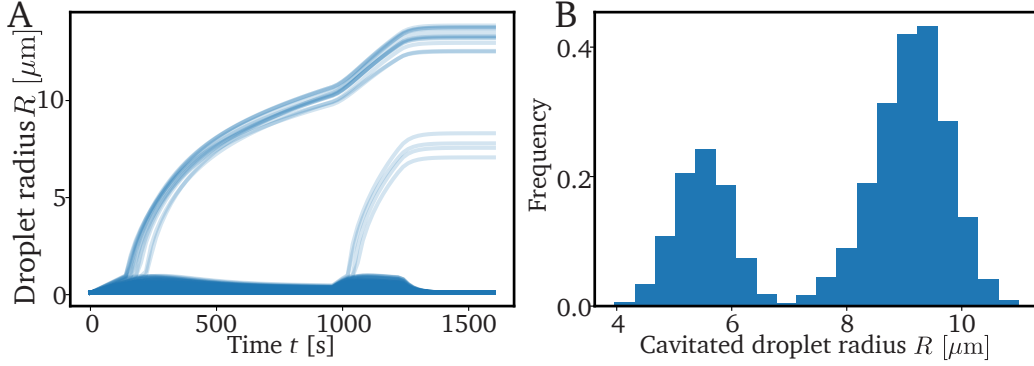 A
Droplet radius R [μm]
10
5
0
0
500
1000
1500
Time t [s]
B
Frequency
0.4
0.2
0.0
4
6
8
10
Cavitated droplet radius R [μm]